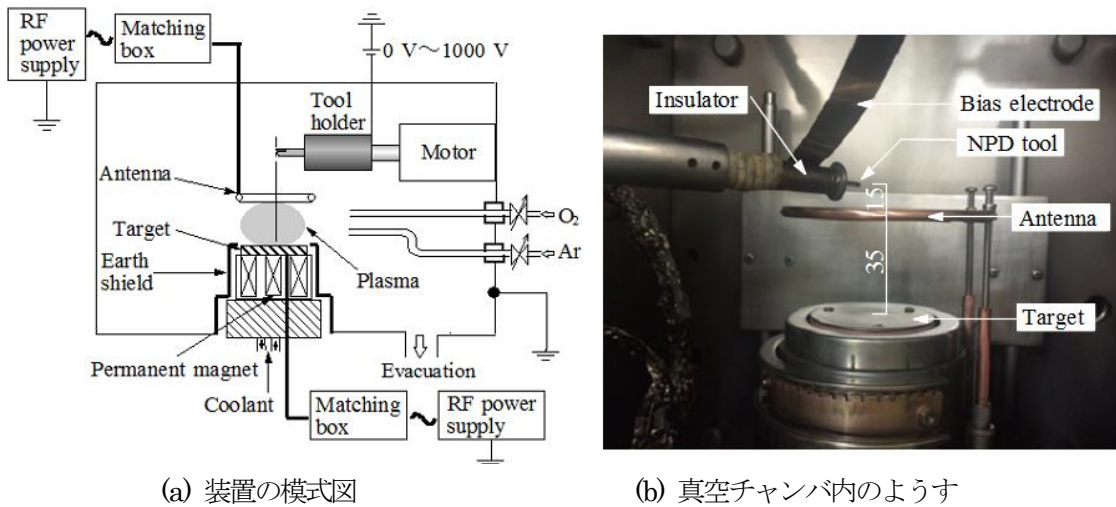 RF
power
supply
Matching
box
0 V～1000 V
Tool
holder
Motor
Antenna
Target
Earth
shield
Plasma
O₂
Ar
Permanent magnet
Coolant
Evacuation
Matching
box
RF power
supply
(a) 装置の模式図
Insulator
Bias electrode
NPD tool
15
Antenna
35
Target
(b) 真空チャンバ内のようす